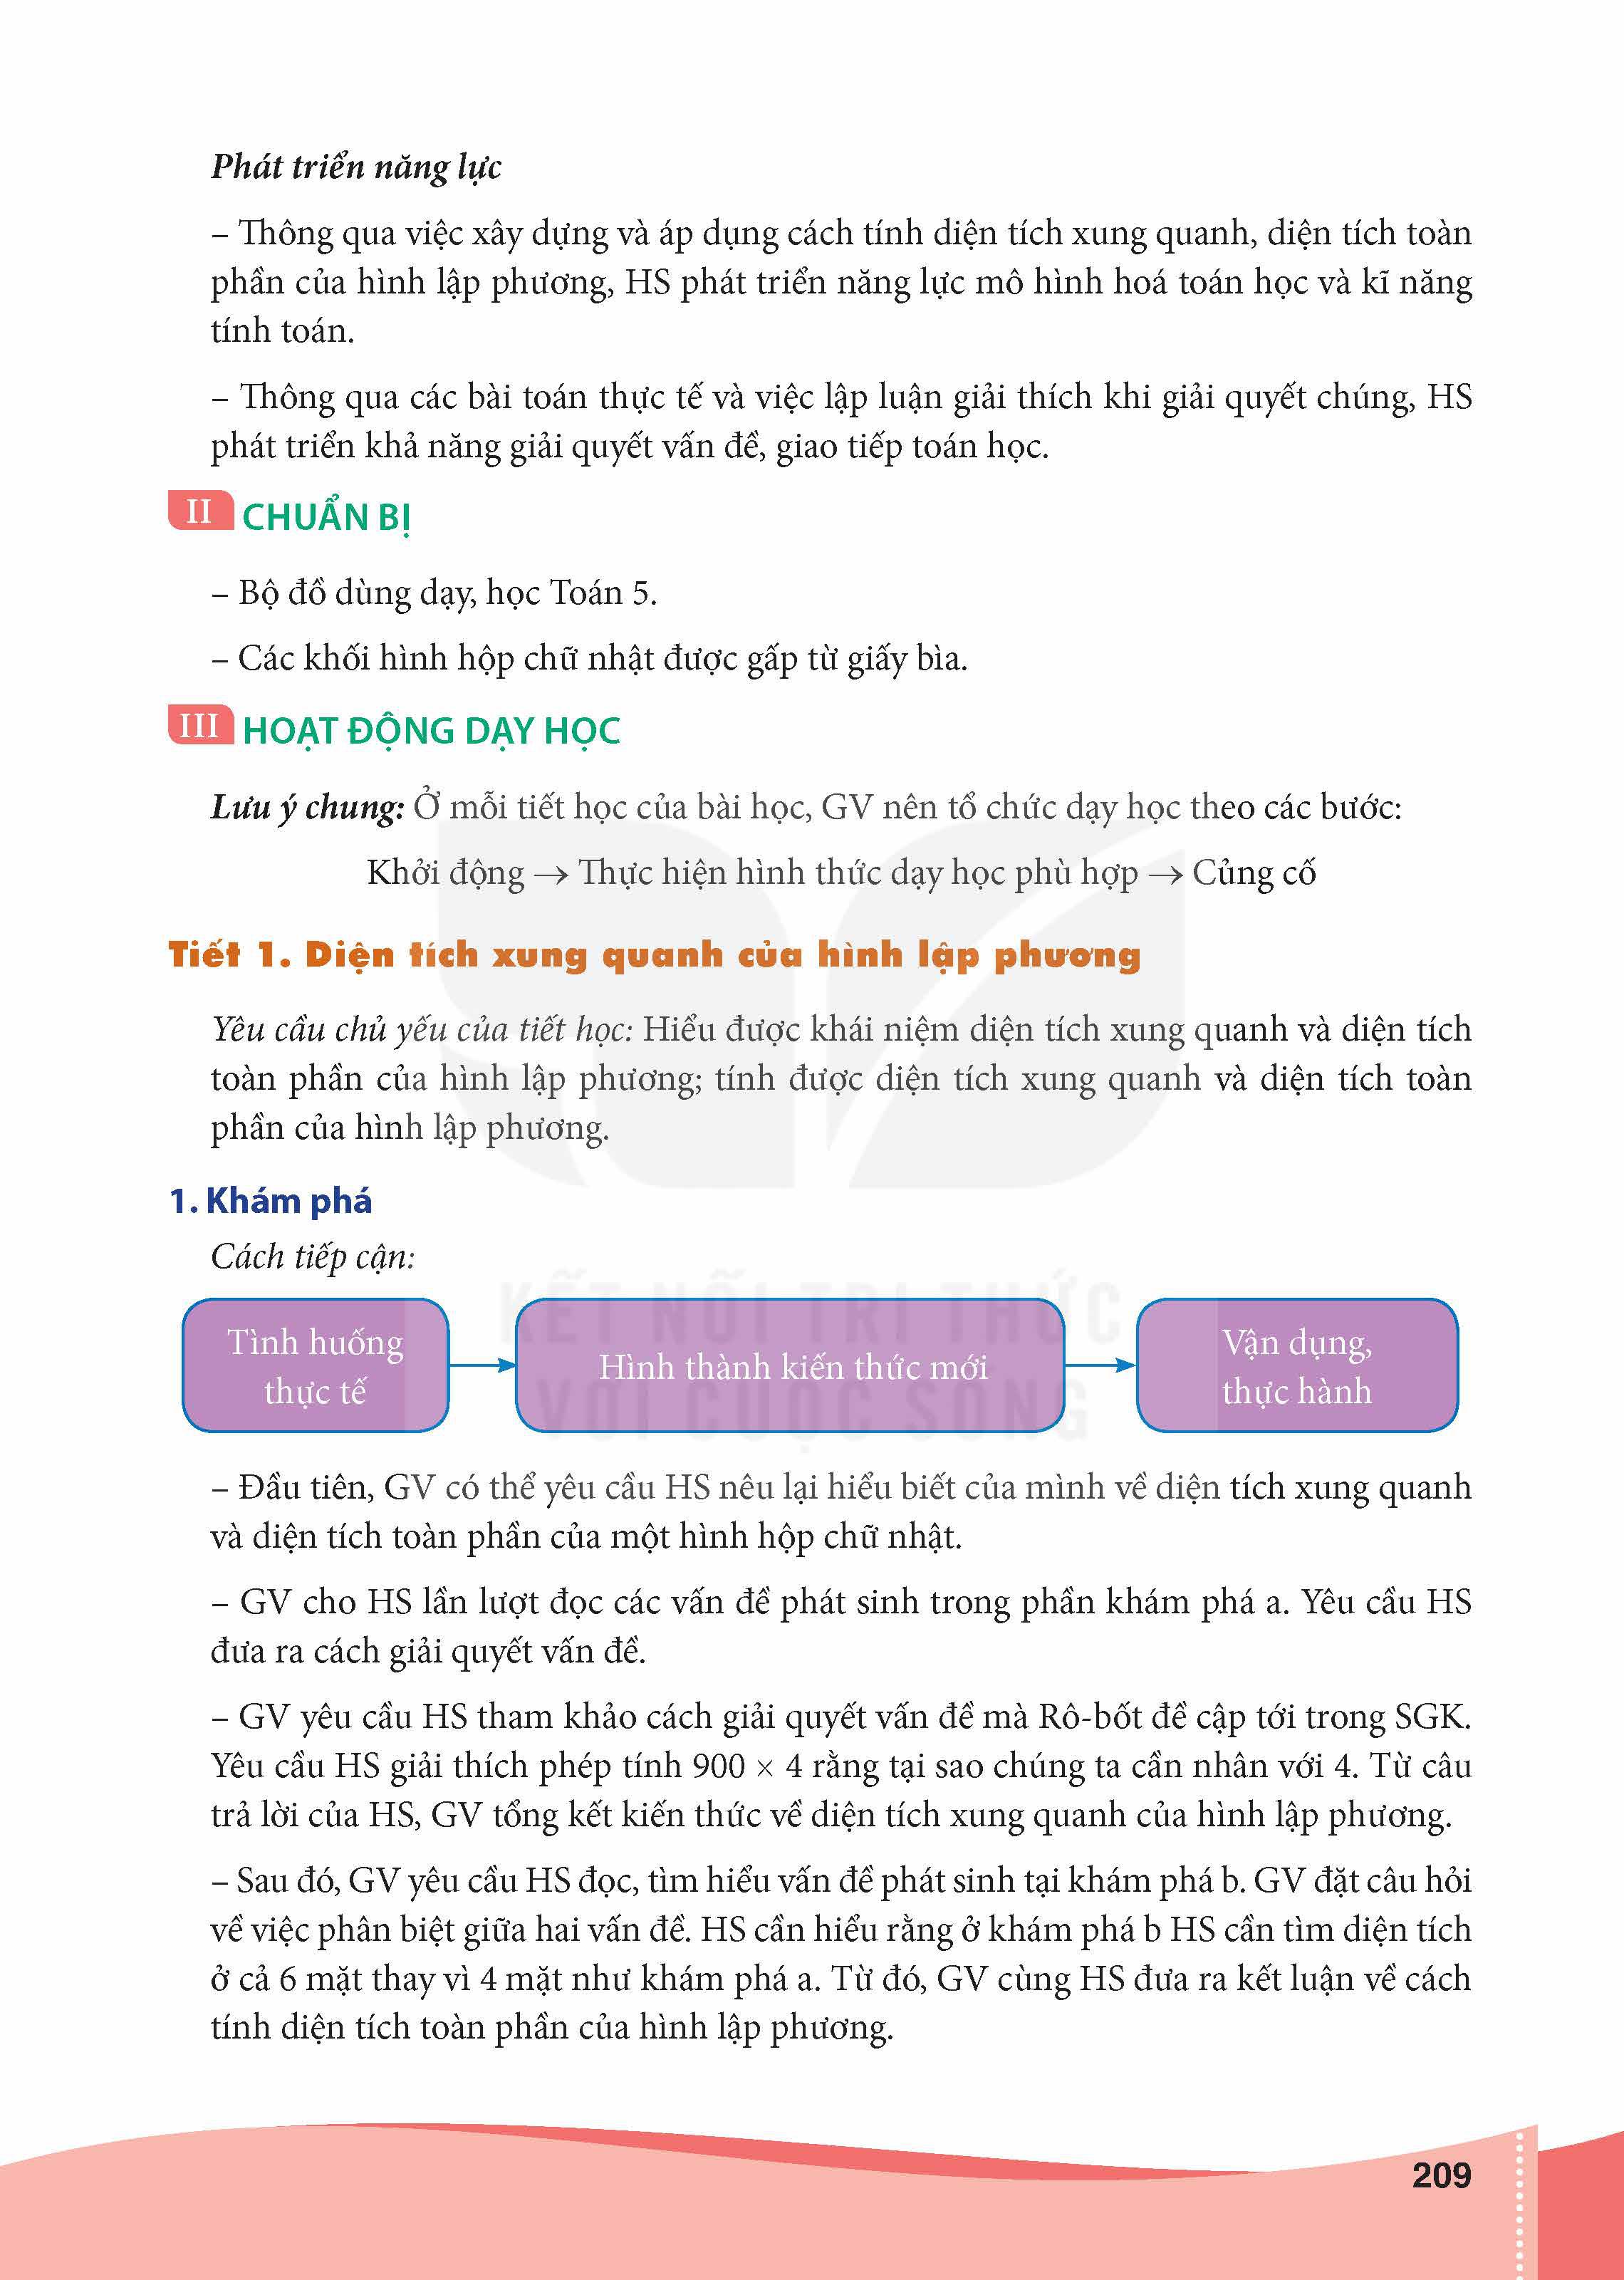 Phát triển năng lực
– Thông qua việc xây dựng và áp dụng cách tính diện tích xung quanh, diện tích toàn
phần của hình lập phương, HS phát triển năng lực mô hình hoá toán học và kĩ năng
tính toán.
– Thông qua các bài toán thực tế và việc lập luận giải thích khi giải quyết chúng, HS
phát triển khả năng giải quyết vấn đề, giao tiếp toán học.
II CHUẨN BỊ
– Bộ đồ dùng dạy, học Toán 5.
– Các khối hình hộp chữ nhật được gấp từ giấy bìa.
III HOẠT ĐỘNG DẠY HỌC
Lưu ý chung: Ở mỗi tiết học của bài học, GV nên tổ chức dạy học theo các bước:
Khởi động → Thực hiện hình thức dạy học phù hợp → Củng cố
Tiết 1. Diện tích xung quanh của hình lập phương
Yêu cầu chủ yếu của tiết học: Hiểu được khái niệm diện tích xung quanh và diện tích
toàn phần của hình lập phương; tính được diện tích xung quanh và diện tích toàn
phần của hình lập phương.
1. Khám phá
Cách tiếp cận:
KẾT NỐI TRI THỨC
VỚI CUỘC SỐNG
Tình huống
thực tế
Hình thành kiến thức mới
Vận dụng,
thực hành
– Đầu tiên, GV có thể yêu cầu HS nêu lại hiểu biết của mình về diện tích xung quanh
và diện tích toàn phần của một hình hộp chữ nhật.
– GV cho HS lần lượt đọc các vấn đề phát sinh trong phần khám phá a. Yêu cầu HS
đưa ra cách giải quyết vấn đề.
– GV yêu cầu HS tham khảo cách giải quyết vấn đề mà Rô-bốt đề cập tới trong SGK.
Yêu cầu HS giải thích phép tính 900 × 4 rằng tại sao chúng ta cần nhân với 4. Từ câu
trả lời của HS, GV tổng kết kiến thức về diện tích xung quanh của hình lập phương.
– Sau đó, GV yêu cầu HS đọc, tìm hiểu vấn đề phát sinh tại khám phá b. GV đặt câu hỏi
về việc phân biệt giữa hai vấn đề. HS cần hiểu rằng ở khám phá b HS cần tìm diện tích
ở cả 6 mặt thay vì 4 mặt như khám phá a. Từ đó, GV cùng HS đưa ra kết luận về cách
tính diện tích toàn phần của hình lập phương.
209